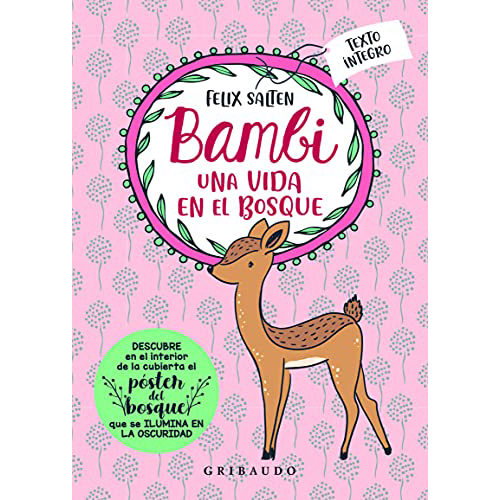 TEXTO
ÍNTEGRO
FELIX SALTEN
Bambi
UNA VIDA
EN EL BOSQUE
DESCUBRE
en el interior
de la cubierta el
póster
del
bosque
que se ILUMINA EN
LA OSCURIDAD
GRIBAUDO